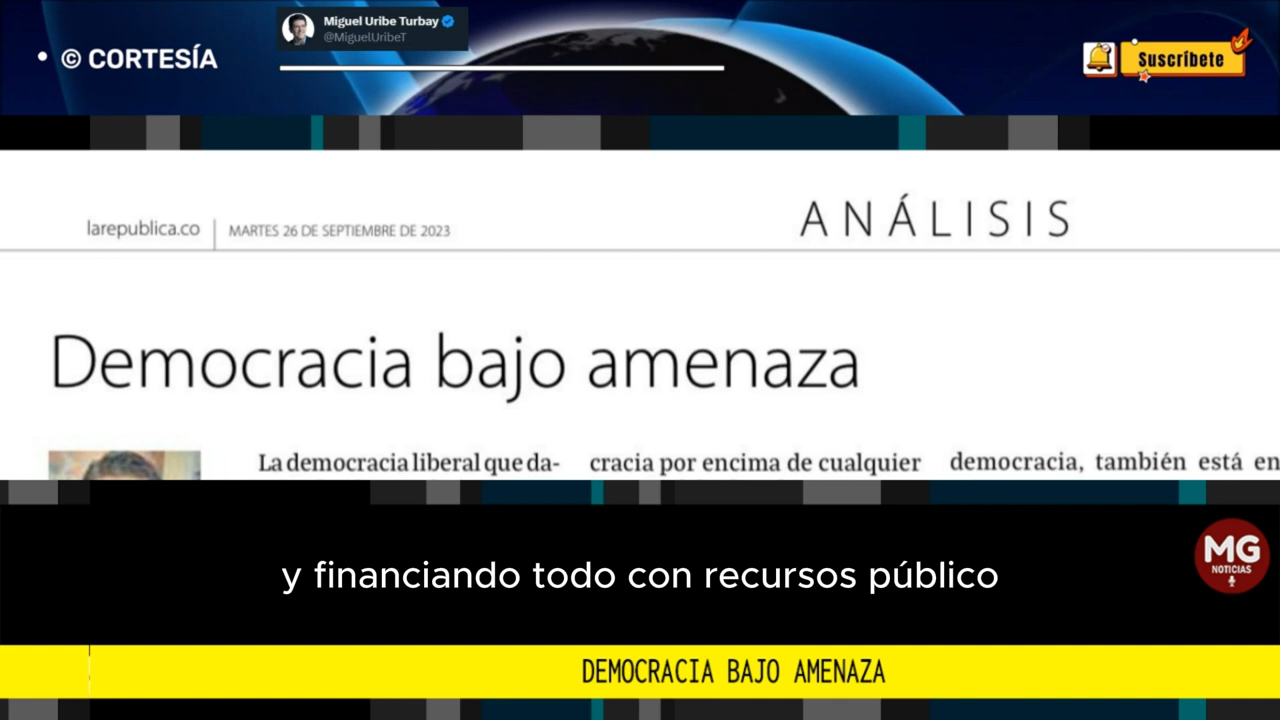 Miguel Uribe Turbay
@MiguelUribeT
• © CORTESÍA
Suscríbete
larepublica.co | MARTES 26 DE SEPTIEMBRE DE 2023
ANÁLISIS
Democracia bajo amenaza
La democracia liberal que da-
cracia por encima de cualquier
democracia, también está en
y financiando todo con recursos público
MG
NOTICIAS
DEMOCRACIA BAJO AMENAZA